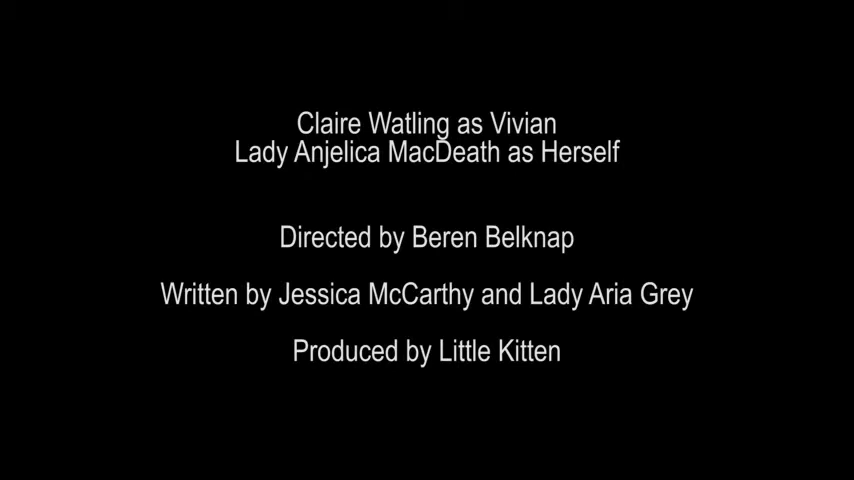 Claire Watling as Vivian
Lady Anjelica MacDeath as Herself
Directed by Beren Belknap
Written by Jessica McCarthy and Lady Aria Grey
Produced by Little Kitten